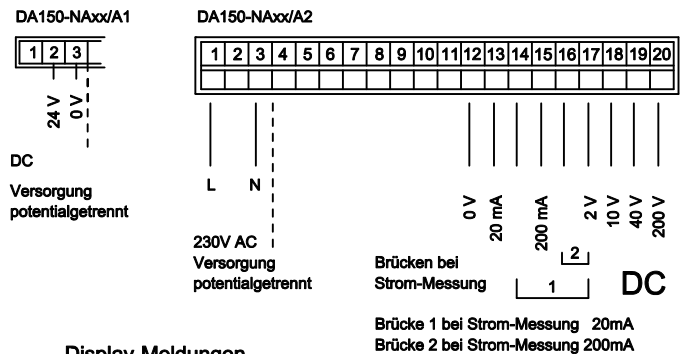 DA150-NAxx/A1
DA150-NAxx/A2
1 2 3
1 2 3 4 5 6 7 8 9 10 11 12 13 14 15 16 17 18 19 20
24 V
0 V
DC
Versorgung
potentialgetrennt
L N
230V AC
Versorgung
potentialgetrennt
0 V
20 mA
200 mA
2 V
10 V
40 V
200 V
Brücken bei
Strom-Messung
2
1
DC
Brücke 1 bei Strom-Messung 20mA
Brücke 2 bei Strom-Messung 200mA
Display-Meldungen